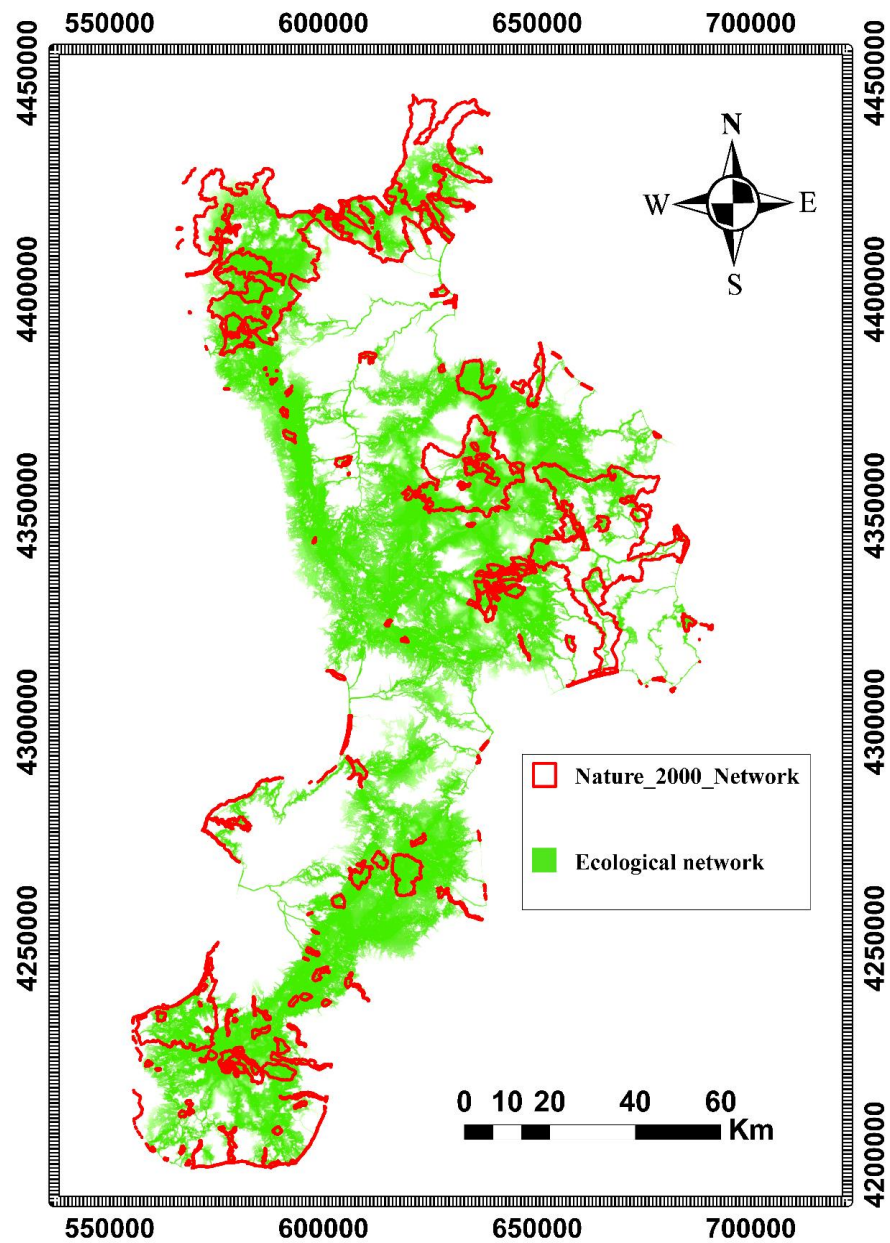 550000 600000 650000 700000
4450000 4450000
N
W E
S
4400000 4400000
4350000 4350000
4300000 4300000
Nature_2000_Network
Ecological network
4250000 4250000
0 10 20 40 60
Km
4200000 4200000
550000 600000 650000 700000